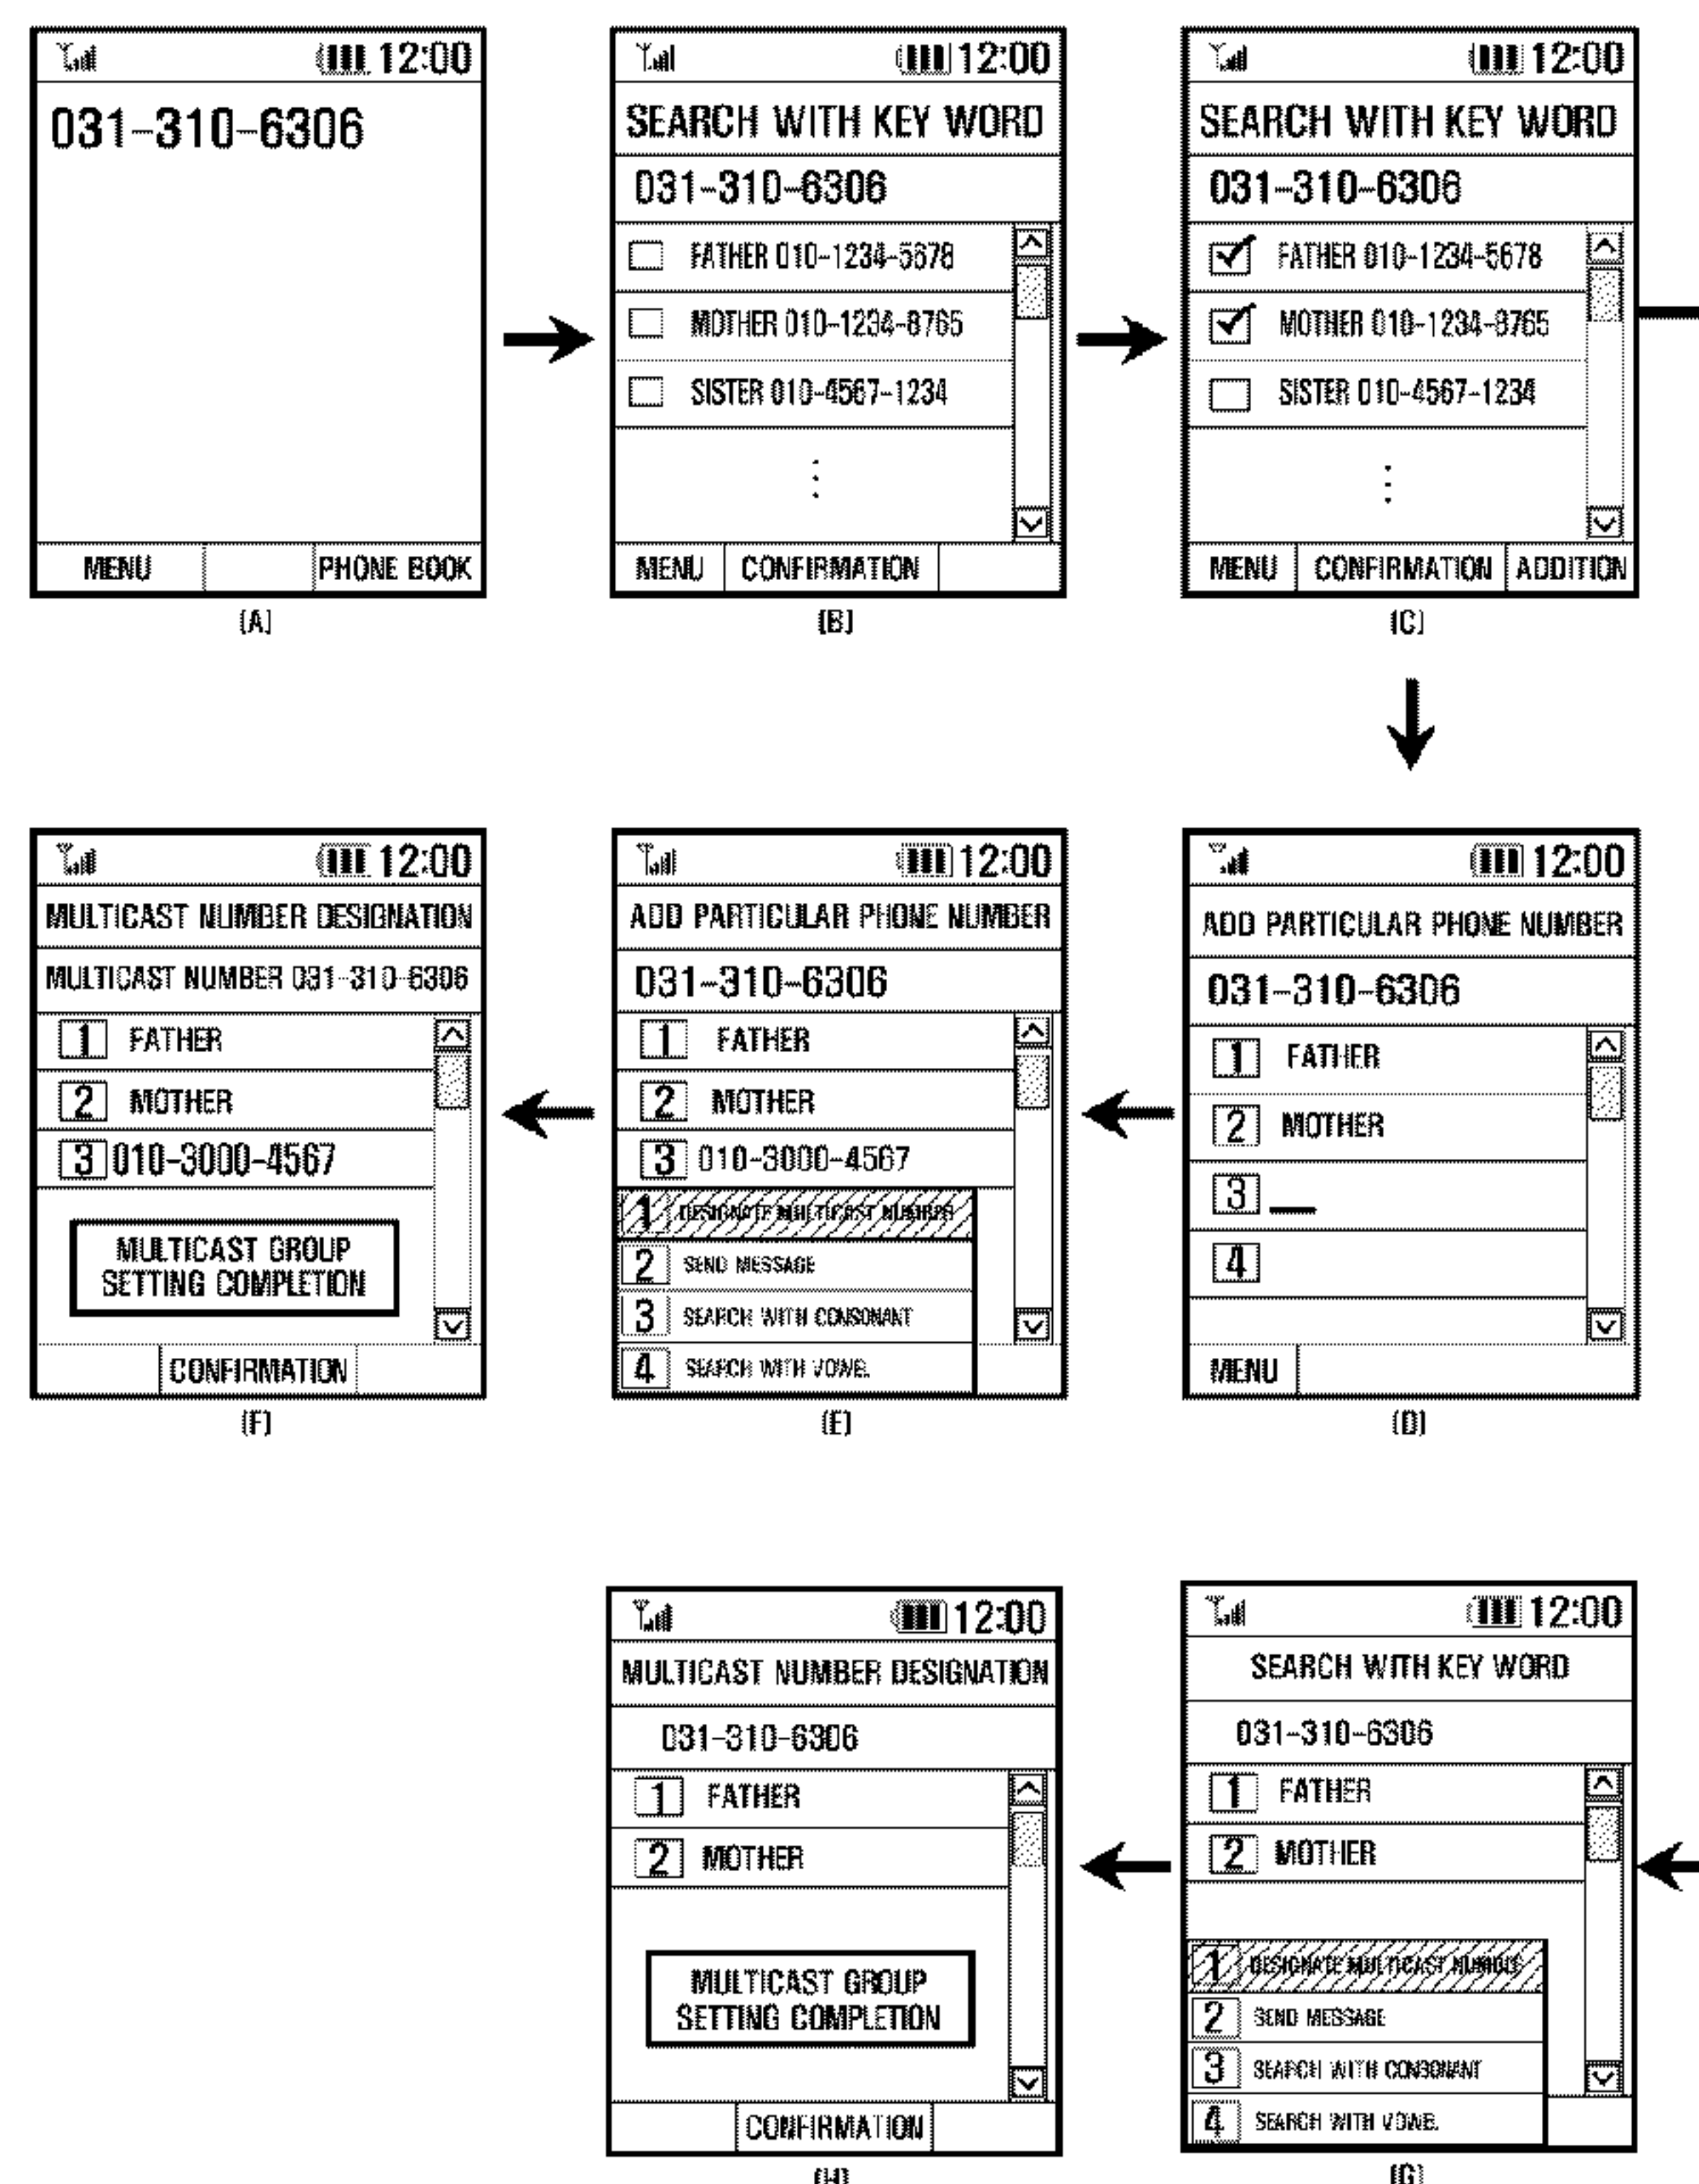 12:00
031-310-6306
MENU
PHONE BOOK
(A)
12:00
SEARCH WITH KEY WORD
031-310-6306
FATHER 010-1234-5678
MOTHER 010-1234-8765
SISTER 010-4567-1234
MENU
CONFIRMATION
(B)
12:00
SEARCH WITH KEY WORD
031-310-6306
FATHER 010-1234-5678
MOTHER 010-1234-8765
SISTER 010-4567-1234
MENU
CONFIRMATION
ADDITION
(C)
12:00
MULTICAST NUMBER DESIGNATION
MULTICAST NUMBER 031-310-6306
1 FATHER
2 MOTHER
3 010-3000-4567
MULTICAST GROUP
SETTING COMPLETION
CONFIRMATION
(F)
12:00
ADD PARTICULAR PHONE NUMBER
031-310-6306
1 FATHER
2 MOTHER
3 010-3000-4567
1 DESIGNATE MULTICAST NUMBER
2 SEND MESSAGE
3 SEARCH WITH CONSONANT
4 SEARCH WITH VOWEL
(E)
12:00
ADD PARTICULAR PHONE NUMBER
031-310-6306
1 FATHER
2 MOTHER
3
4
MENU
(D)
12:00
MULTICAST NUMBER DESIGNATION
031-310-6306
1 FATHER
2 MOTHER
MULTICAST GROUP
SETTING COMPLETION
CONFIRMATION
(H)
12:00
SEARCH WITH KEY WORD
031-310-6306
1 FATHER
2 MOTHER
1 DESIGNATE MULTICAST NUMBER
2 SEND MESSAGE
3 SEARCH WITH CONSONANT
4 SEARCH WITH VOWEL
(G)